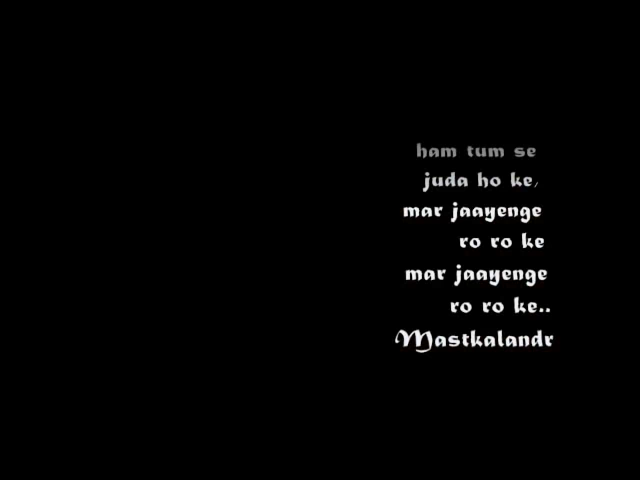 ham tum se
juda ho ke,
mar jaayenge
ro ro ke
mar jaayenge
ro ro ke..
Mastkalandr